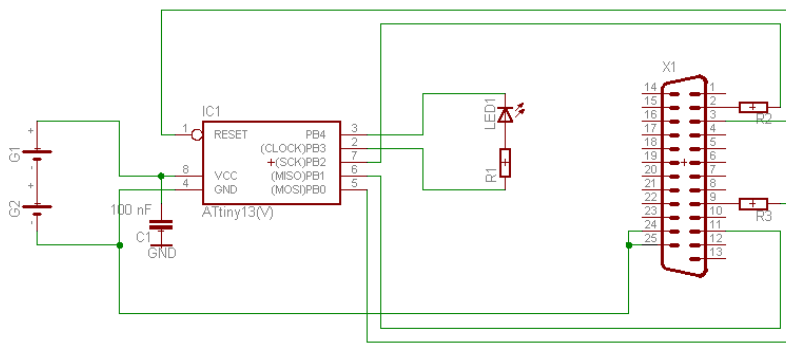 IC1
1
RESET
PB4
3
(CLOCK)PB3
2
(SCK)PB2
7
8
VCC
(MISO)PB1
6
4
GND
(MOSI)PB0
5
ATtiny13(V)
+
G1
-
+
G2
-
100 nF
C1
GND
LED1
R1
X1
14
1
15
2
16
3
17
4
18
5
19
6
20
7
21
8
22
9
23
10
24
11
25
12
13
R2
R3